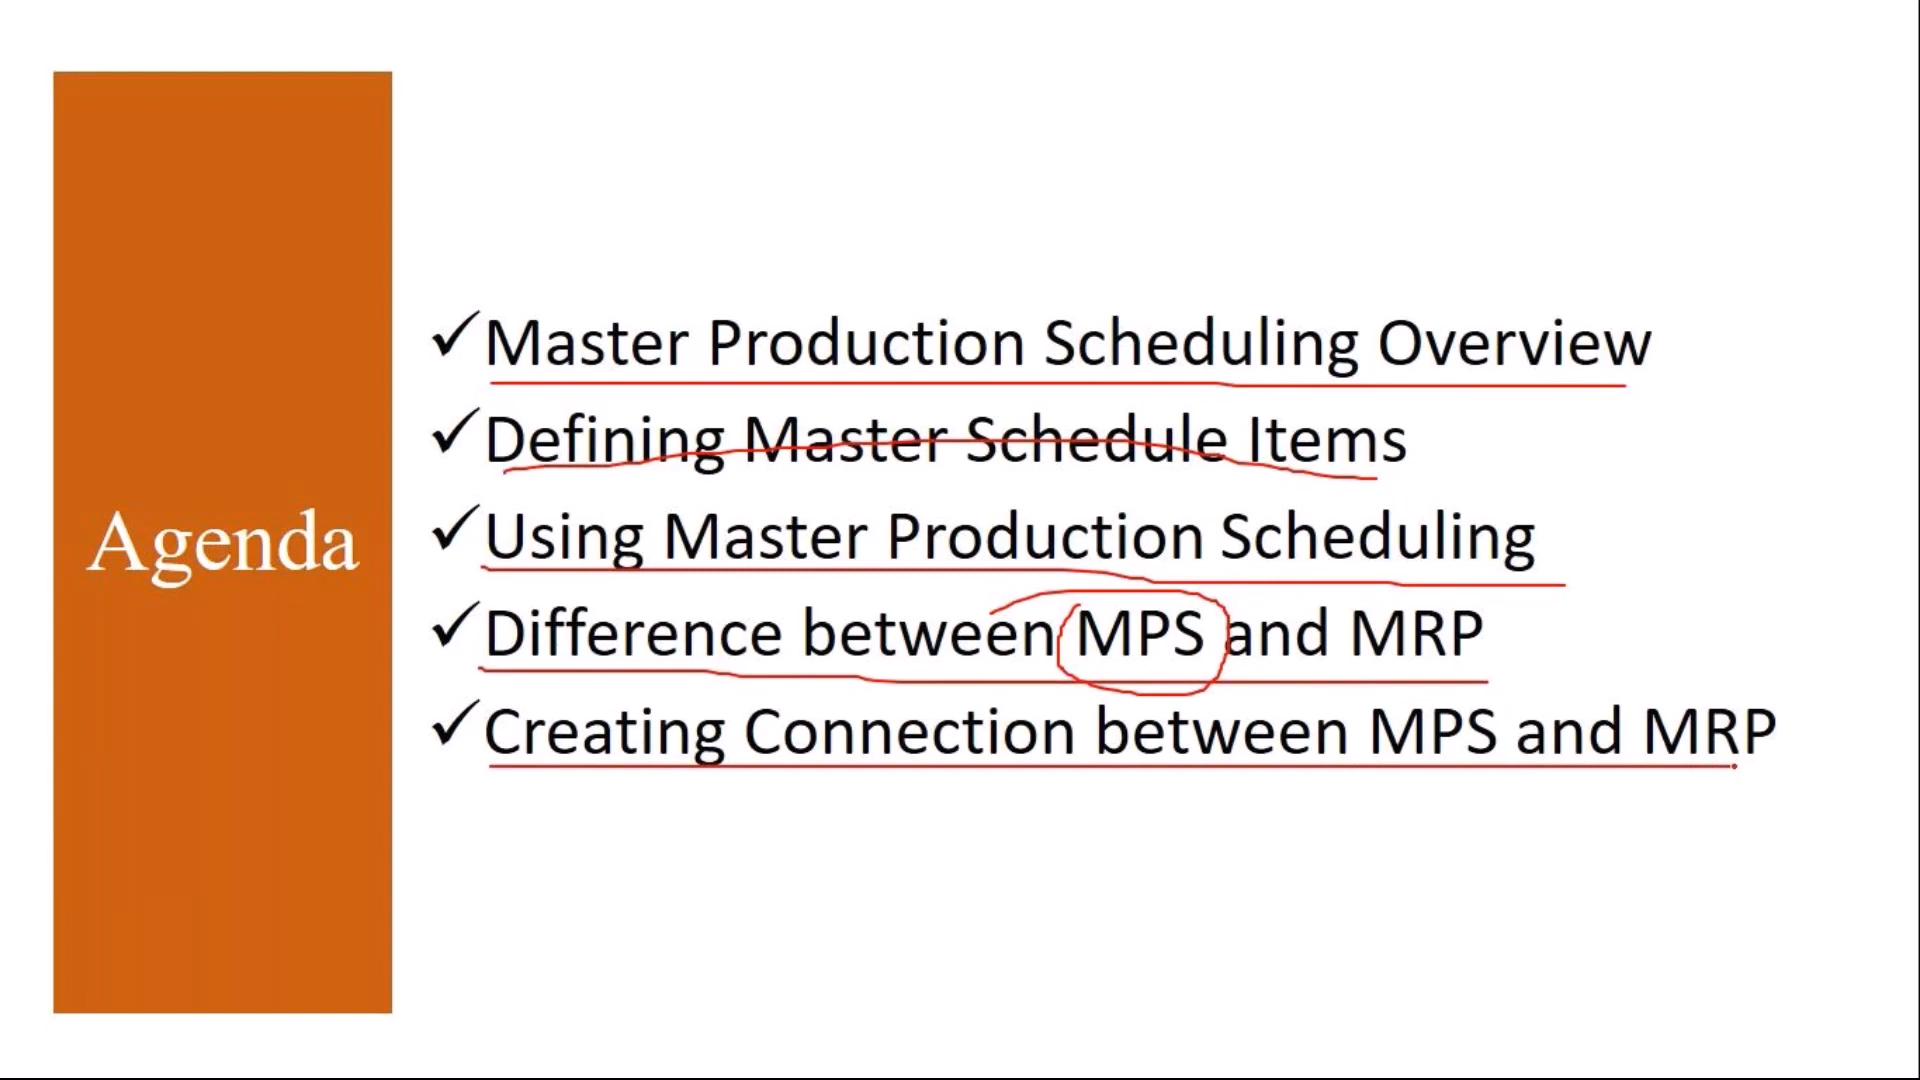 Agenda
✓Master Production Scheduling Overview
✓Defining Master Schedule Items
✓Using Master Production Scheduling
✓Difference between MPS and MRP
✓Creating Connection between MPS and MRP